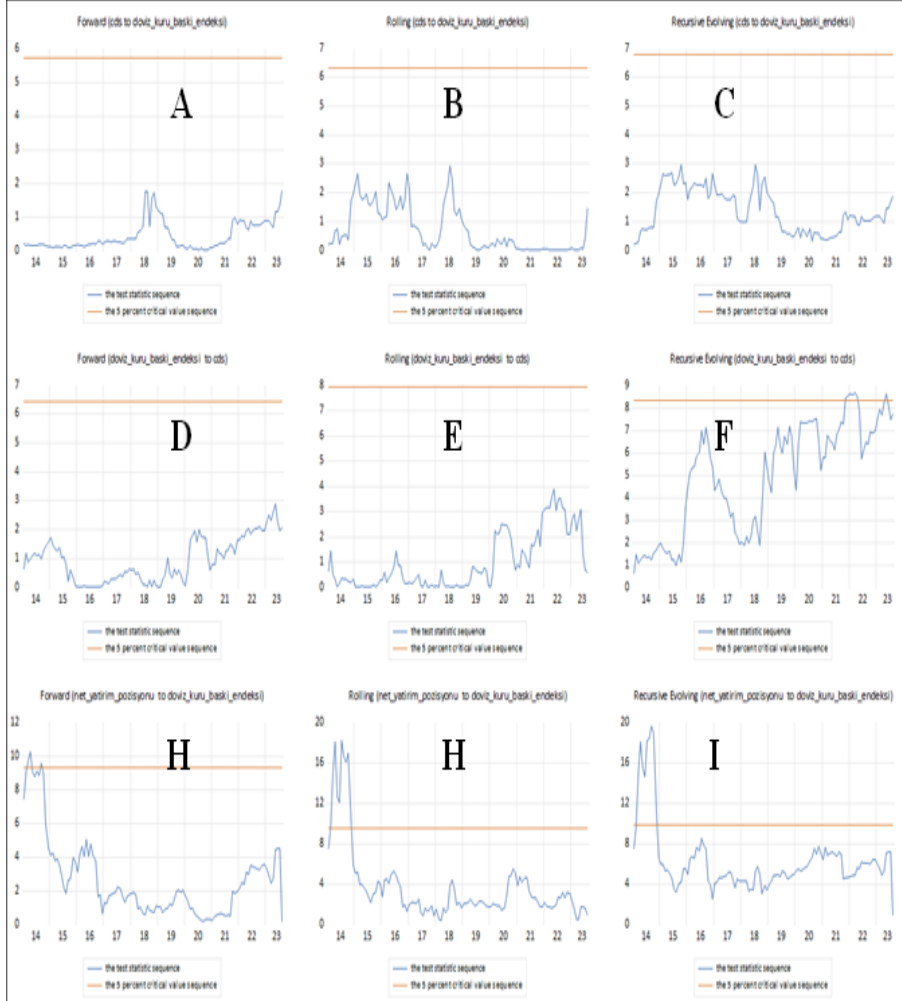 Forward (cds to doviz_kuru_baski_endeksi)
Rolling (cds to doviz_kuru_baski_endeksi)
Recursive Evolving (cds to doviz_kuru_baski_endeksi)
6
5
4
3
2
1
0
A
14 15 16 17 18 19 20 21 22 23
7
6
5
4
3
2
1
0
B
14 15 16 17 18 19 20 21 22 23
7
6
5
4
3
2
1
0
C
14 15 16 17 18 19 20 21 22 23
the test statistic sequence
the 5 percent critical value sequence
the test statistic sequence
the 5 percent critical value sequence
the test statistic sequence
the 5 percent critical value sequence
Forward (doviz_kuru_baski_endeksi to cds)
Rolling (doviz_kuru_baski_endeksi to cds)
Recursive Evolving (doviz_kuru_baski_endeksi to cds)
7
6
5
4
3
2
1
0
D
14 15 16 17 18 19 20 21 22 23
8
7
6
5
4
3
2
1
0
E
14 15 16 17 18 19 20 21 22 23
9
8
7
6
5
4
3
2
1
0
F
14 15 16 17 18 19 20 21 22 23
the test statistic sequence
the 5 percent critical value sequence
the test statistic sequence
the 5 percent critical value sequence
the test statistic sequence
the 5 percent critical value sequence
Forward (net_yatirim_pozisyonu to doviz_kuru_baski_endeksi)
Rolling (net_yatirim_pozisyonu to doviz_kuru_baski_endeksi)
Recursive Evolving (net_yatirim_pozisyonu to doviz_kuru_baski_endeksi)
12
10
8
6
4
2
0
H
14 15 16 17 18 19 20 21 22 23
20
16
12
8
4
0
H
14 15 16 17 18 19 20 21 22 23
20
16
12
8
4
0
I
14 15 16 17 18 19 20 21 22 23
the test statistic sequence
the 5 percent critical value sequence
the test statistic sequence
the 5 percent critical value sequence
the test statistic sequence
the 5 percent critical value sequence